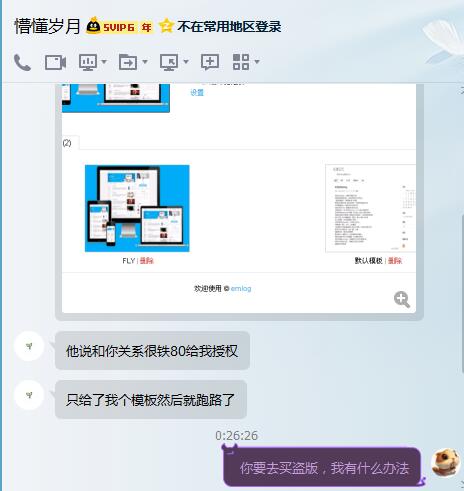 懵懂岁月 SVIP6 年 不在常用地区登录
设置
(2)
FLY | 删除
默认模板 | 删除
欢迎使用 © emlog
他说和你关系很铁80给我授权
只给了我个模板然后就跑路了
0:26:26
你要去买盗版，我有什么办法